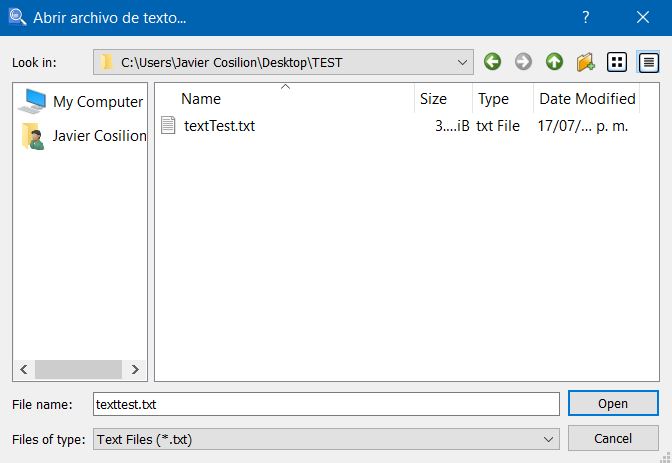 Abrir archivo de texto...
Look in: C:\Users\Javier Cosilion\Desktop\TEST
My Computer
Javier Cosilion
Name Size Type Date Modified
textTest.txt 3....iB txt File 17/07/... p. m.
File name: texttest.txt Open
Files of type: Text Files (*.txt) Cancel